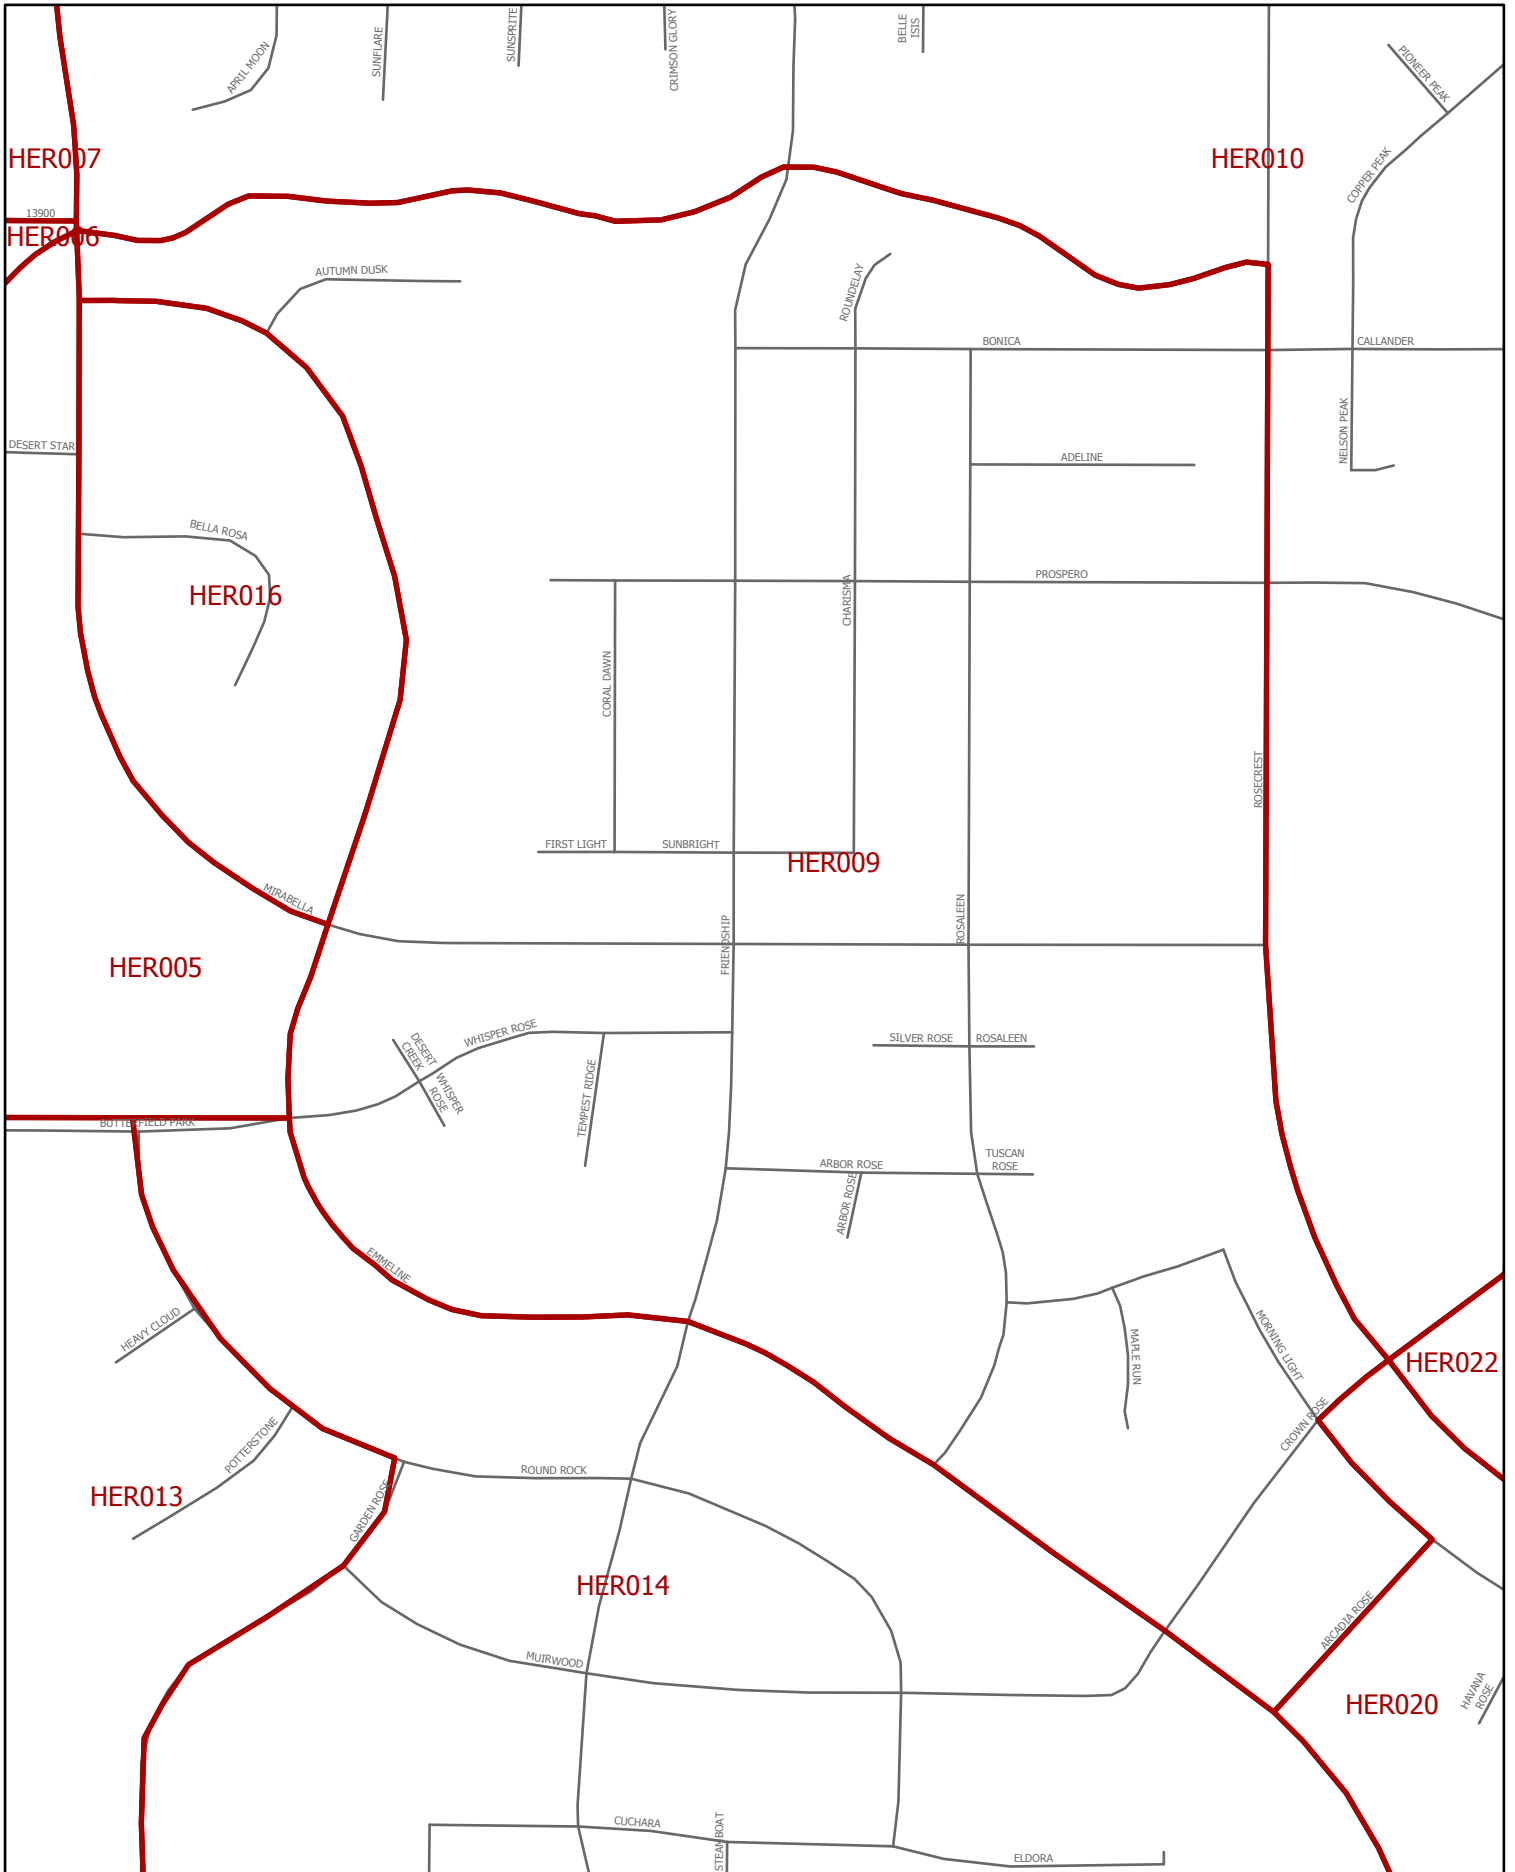 APRIL MOON
SUNFLARE
SUNSPRITE
CRIMSON GLORY
BELLE
ISIS
PIONEER PEAK
HER007
HER010
COPPER PEAK
13900
HER006
AUTUMN DUSK
ROUNDELAY
BONICA
CALLANDER
NELSON PEAK
DESERT STAR
ADELINE
BELLA ROSA
HER016
PROSPERO
CHARISMA
CORAL DAWN
ROSECREST
FIRST LIGHT
SUNBRIGHT
HER009
MIRABELLA
ROSALEEN
FRIENDSHIP
HER005
WHISPER ROSE
DESERT
CREEK
WHISPER
ROSE
TEMPEST RIDGE
SILVER ROSE
ROSALEEN
BUTTERFIELD PARK
ARBOR ROSE
TUSCAN
ROSE
ARBOR ROSE
EMMELINE
HEAVY CLOUD
MAPLE RUN
MORNING LIGHT
HER022
CROWN ROSE
POTTERSTONE
ROUND ROCK
HER013
GARDEN ROSE
HER014
ARCADIA ROSE
MUIRWOOD
HAVANA
ROSE
HER020
CUCHARA
STEAMBOAT
ELDORA